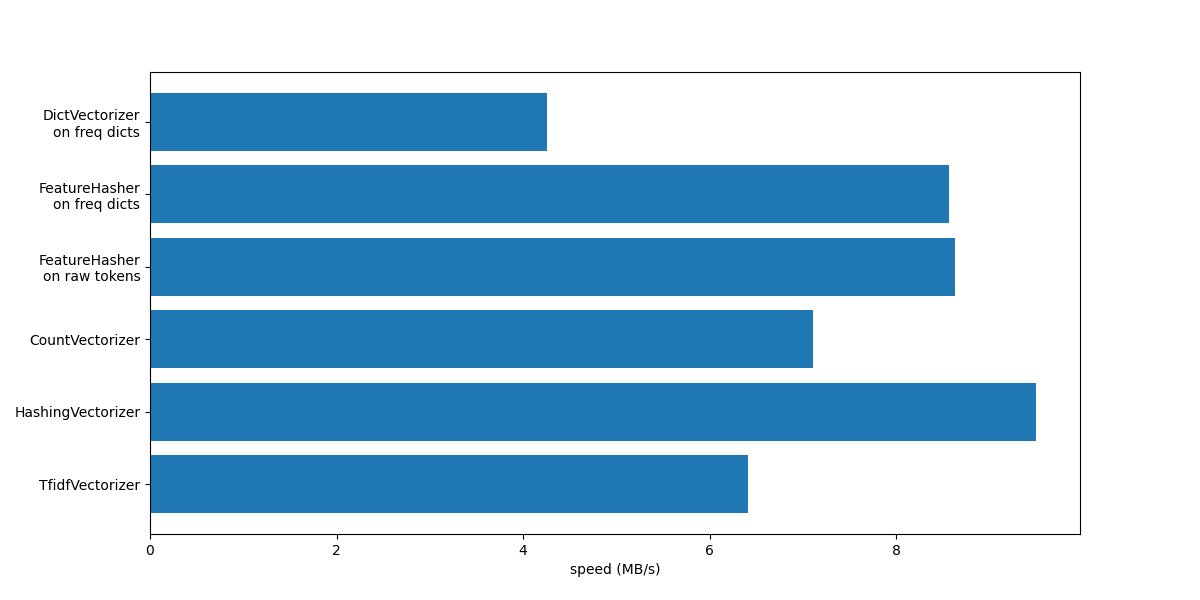 DictVectorizer
on freq dicts
FeatureHasher
on freq dicts
FeatureHasher
on raw tokens
CountVectorizer
HashingVectorizer
TfidfVectorizer
0 2 4 6 8
speed (MB/s)